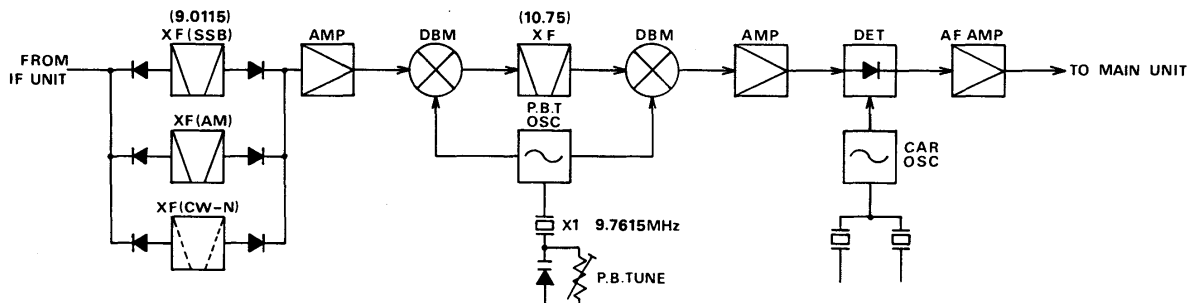 (9.0115)
XF(SSB)
AMP
DBM
(10.75)
XF
DBM
AMP
DET
AF AMP
FROM
IF UNIT
TO MAIN UNIT
P.B.T
OSC
XF(AM)
CAR
OSC
XF(CW-N)
X1 9.7615MHz
P.B.TUNE